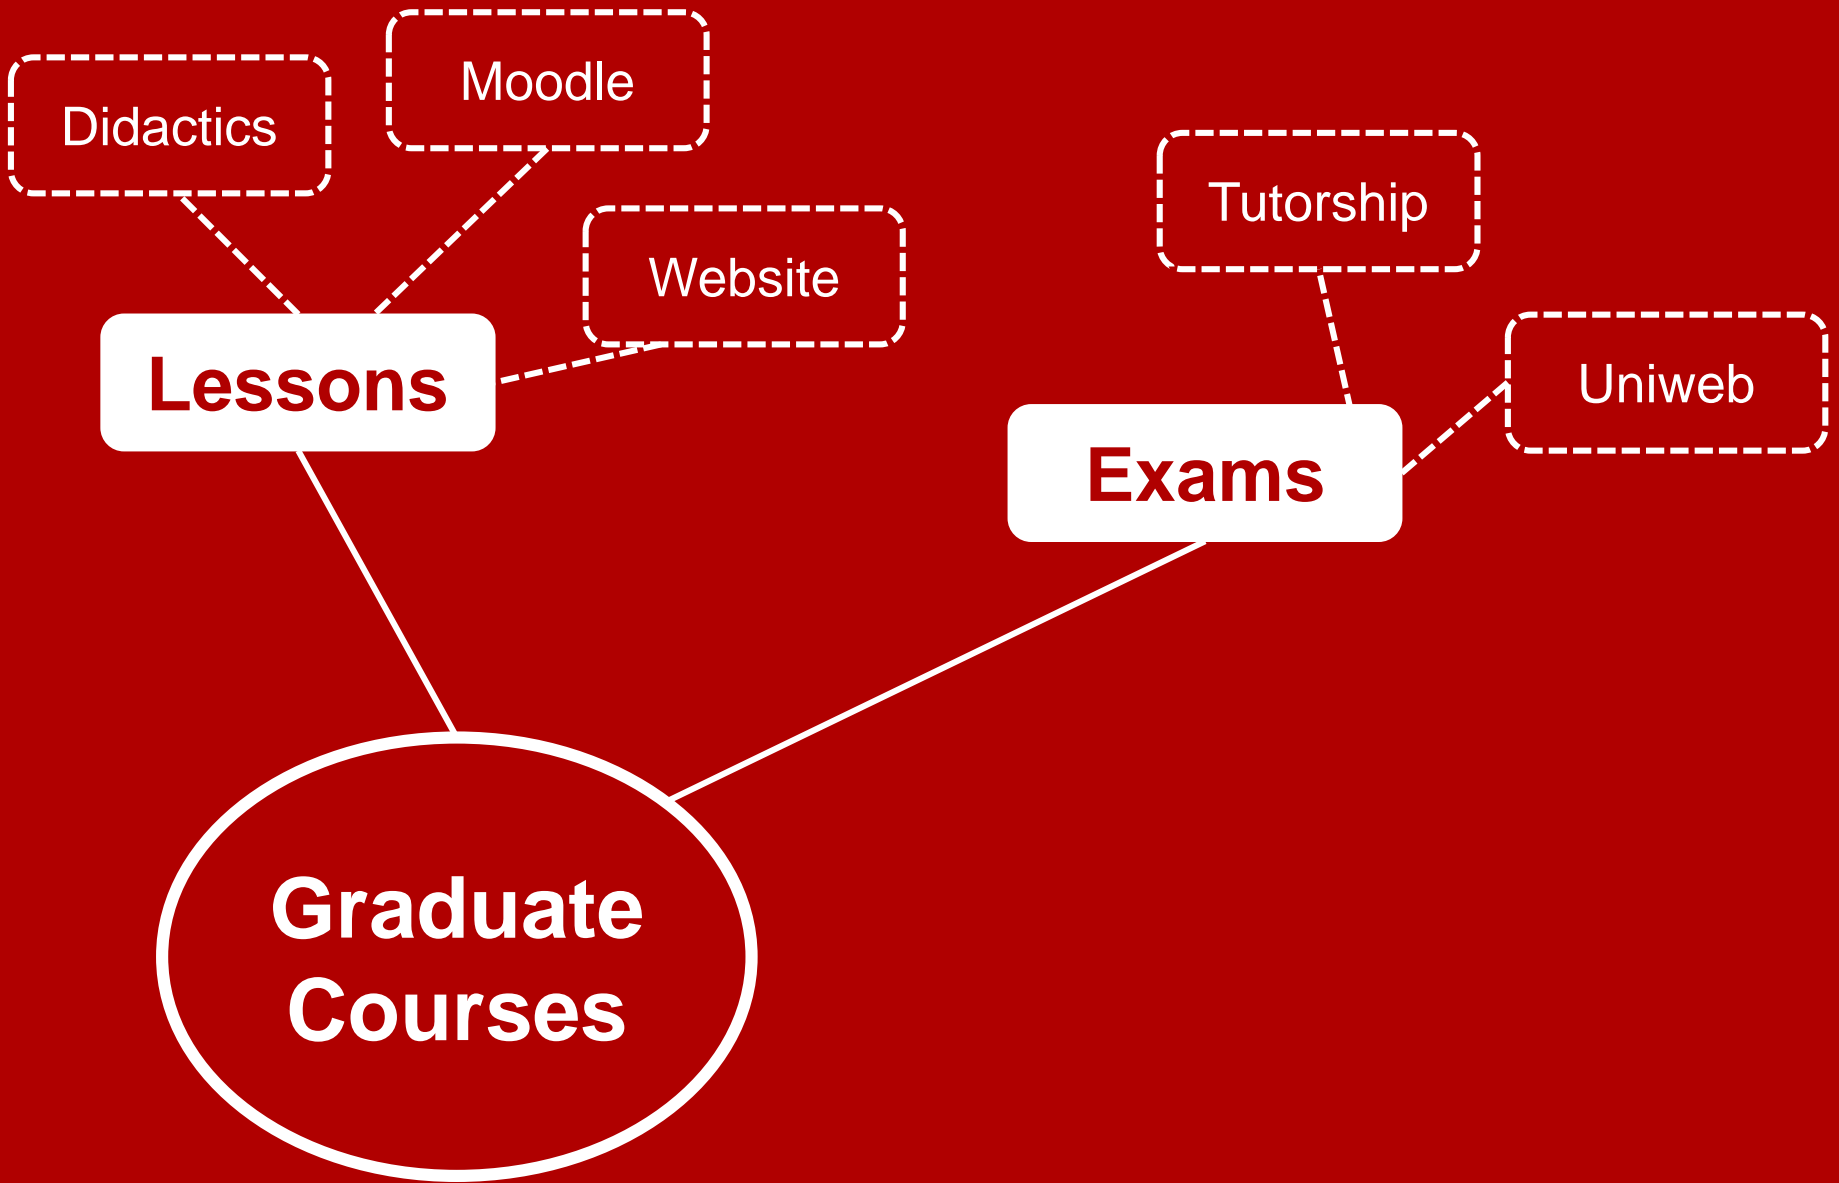 Moodle
Didactics
Tutorship
Website
Uniweb
Lessons
Exams
Graduate
Courses